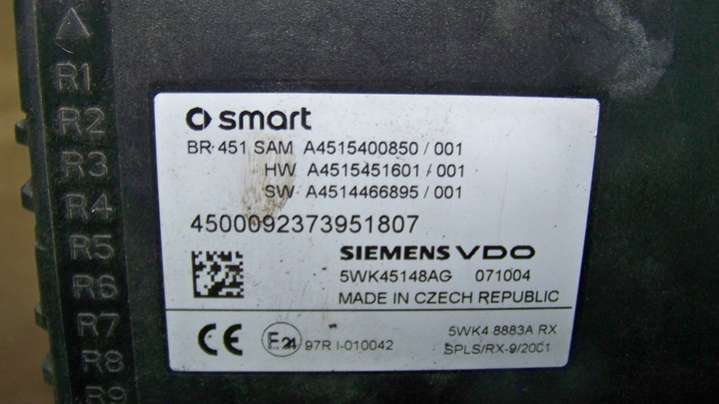 R1
R2
R3
R4
R5
R6
R7
R8
R9
smart
BR 451 SAM A4515400850 / 001
HW A4515451601 / 001
SW A4514466895 / 001
4500092373951807
SIEMENS VDO
5WK45148AG 071004
MADE IN CZECH REPUBLIC
CE E24 97R I-010042
5WK4 8883A RX
SPLS/RX-9/2001